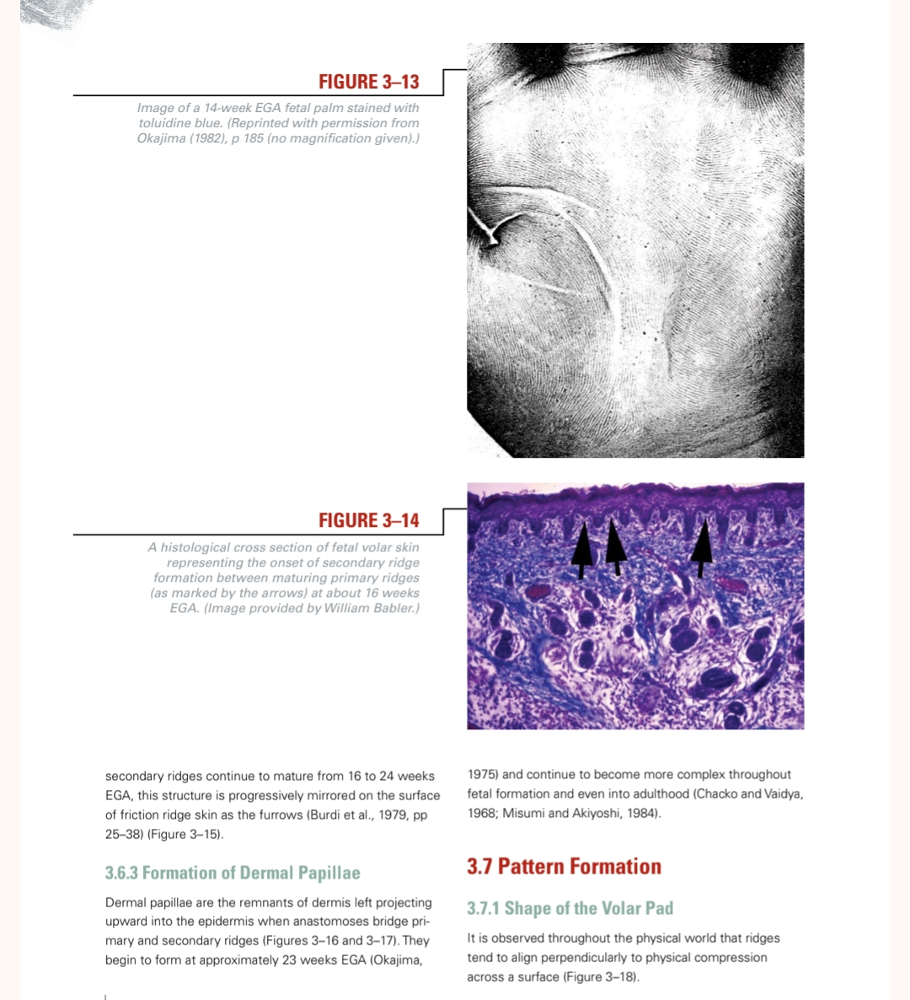 FIGURE 3–13
Image of a 14-week EGA fetal palm stained with
toluidine blue. (Reprinted with permission from
Okajima (1982), p 185 (no magnification given).)
FIGURE 3–14
A histological cross section of fetal volar skin
representing the onset of secondary ridge
formation between maturing primary ridges
(as marked by the arrows) at about 16 weeks
EGA. (Image provided by William Babler.)
secondary ridges continue to mature from 16 to 24 weeks
EGA, this structure is progressively mirrored on the surface
of friction ridge skin as the furrows (Burdi et al., 1979, pp
25–38) (Figure 3–15).
3.6.3 Formation of Dermal Papillae
Dermal papillae are the remnants of dermis left projecting
upward into the epidermis when anastomoses bridge pri-
mary and secondary ridges (Figures 3–16 and 3–17). They
begin to form at approximately 23 weeks EGA (Okajima,
1975) and continue to become more complex throughout
fetal formation and even into adulthood (Chacko and Vaidya,
1968; Misumi and Akiyoshi, 1984).
3.7 Pattern Formation
3.7.1 Shape of the Volar Pad
It is observed throughout the physical world that ridges
tend to align perpendicularly to physical compression
across a surface (Figure 3–18).